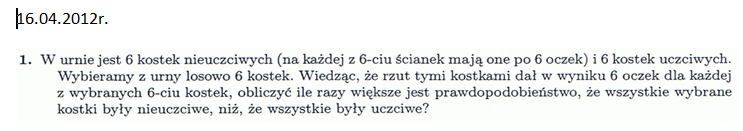 16.04.2012r.
1. W urnie jest 6 kostek nieuczciwych (na każdej z 6-ciu ścianek mają one po 6 oczek) i 6 kostek uczciwych.
Wybieramy z urny losowo 6 kostek. Wiedząc, że rzut tymi kostkami dał w wyniku 6 oczek dla każdej
z wybranych 6-ciu kostek, obliczyć ile razy większe jest prawdopodobieństwo, że wszystkie wybrane
kostki były nieuczciwe, niż, że wszystkie były uczciwe?